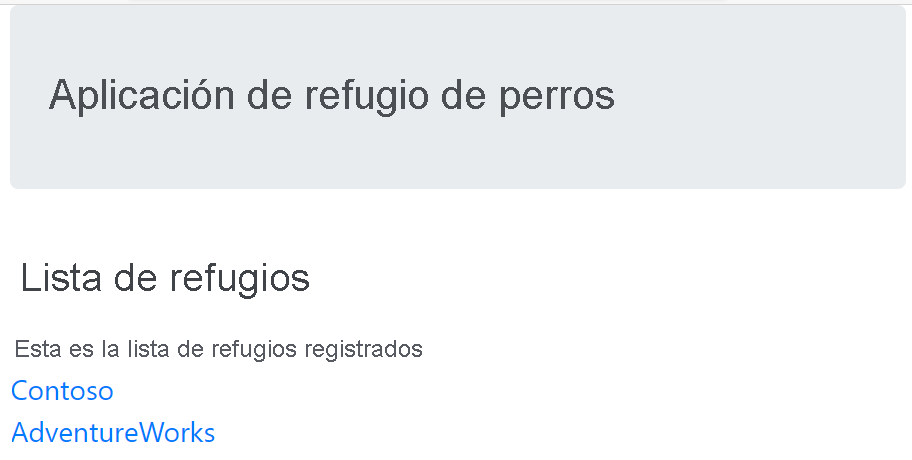 Aplicación de refugio de perros
Lista de refugios
Esta es la lista de refugios registrados
Contoso
AdventureWorks